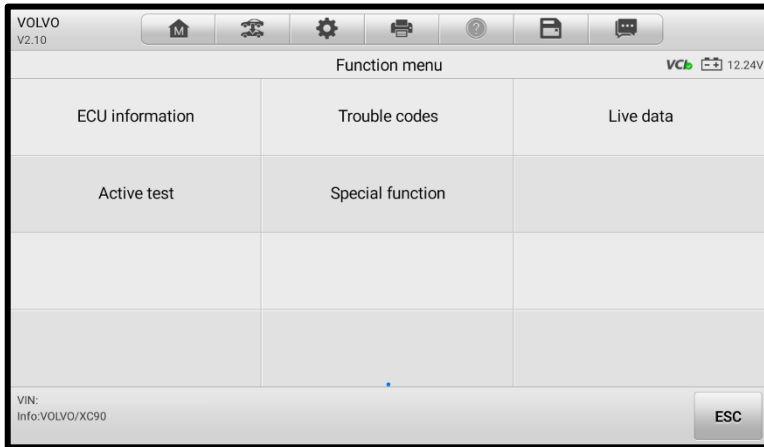 VOLVO
V2.10
M
?
Function menu
VCI 12.24V
ECU information
Trouble codes
Live data
Active test
Special function
VIN:
Info:VOLVO/XC90
ESC